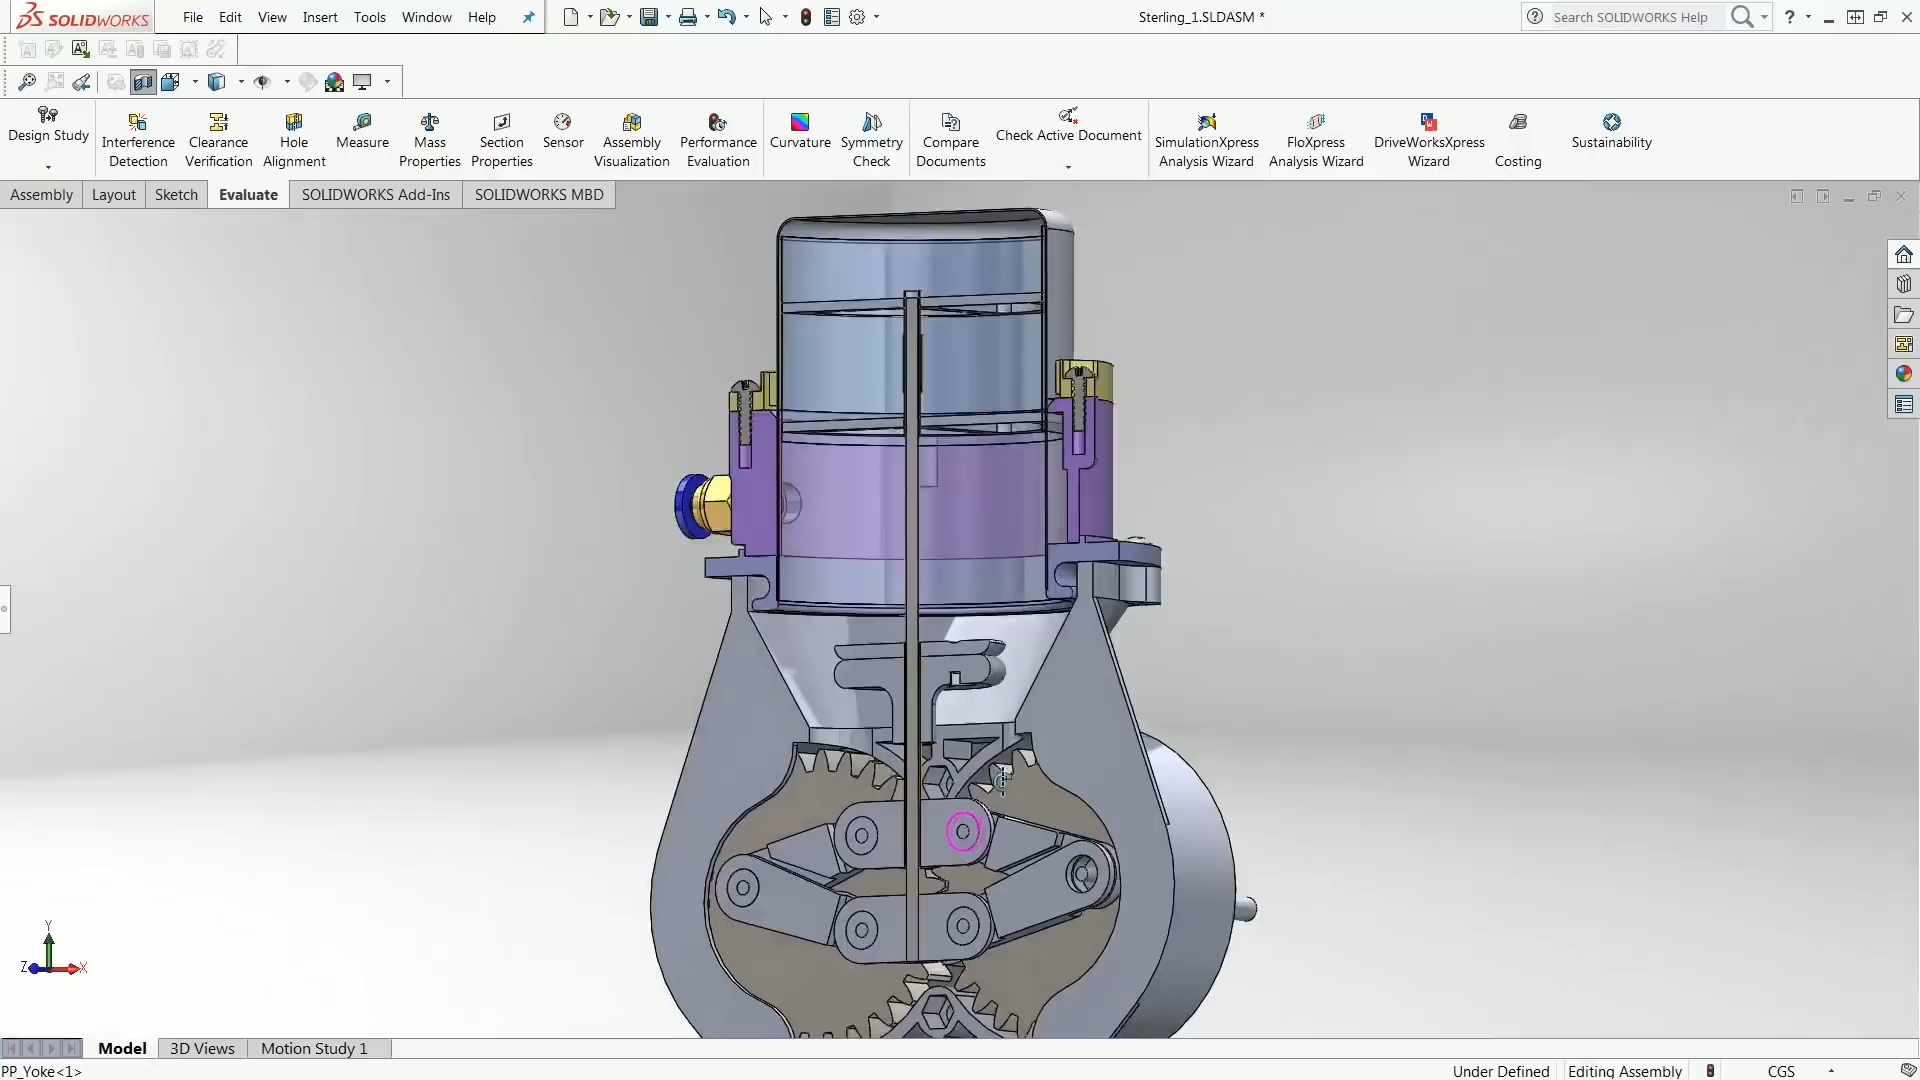 SOLIDWORKS File Edit View Insert Tools Window Help Sterling_1.SLDASM * Search SOLIDWORKS Help ?
Design Study
Interference Detection
Clearance Verification
Hole Alignment
Measure
Mass Properties
Section Properties
Sensor
Assembly Visualization
Performance Evaluation
Curvature
Symmetry Check
Compare Documents
Check Active Document
SimulationXpress Analysis Wizard
FloXpress Analysis Wizard
DriveWorksXpress Wizard
Costing
Sustainability
Assembly Layout Sketch Evaluate SOLIDWORKS Add-Ins SOLIDWORKS MBD
Y
Z X
Model 3D Views Motion Study 1
PP_Yoke<1> Under Defined Editing Assembly CGS